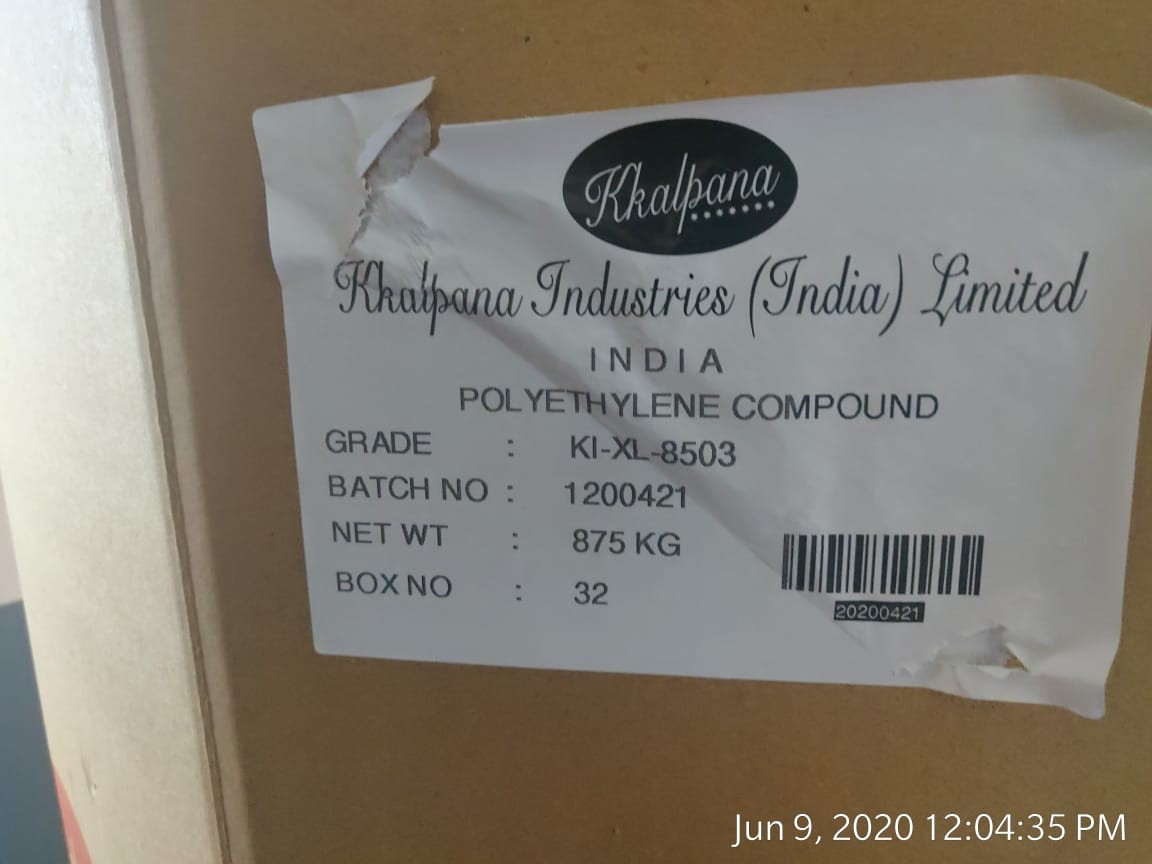 Kkalpana
Kkalpana Industries (India) Limited
INDIA
POLYETHYLENE COMPOUND
GRADE : KI-XL-8503
BATCH NO : 1200421
NET WT : 875 KG
BOX NO : 32
20200421
Jun 9, 2020 12:04:35 PM